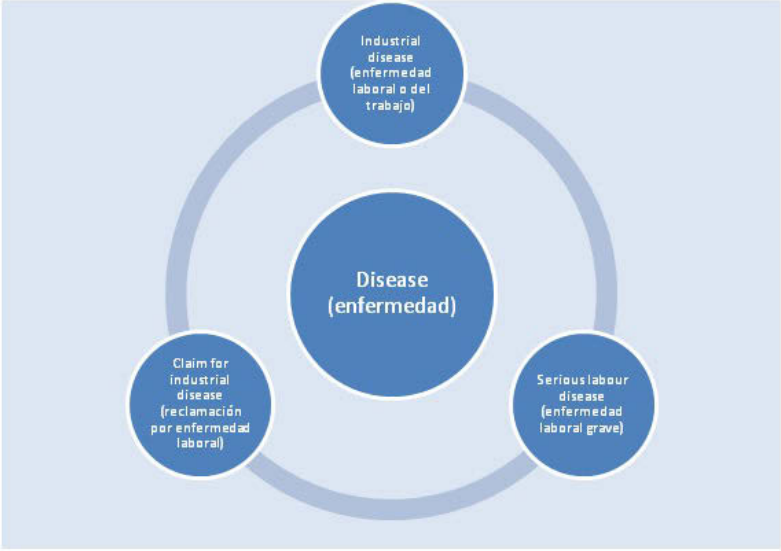 Industrial
disease
(enfermedad
laboral o del
trabajo)
Disease
(enfermedad)
Claim for
industrial
disease
(reclamación
por enfermedad
laboral)
Serious labour
disease
(enfermedad
laboral grave)